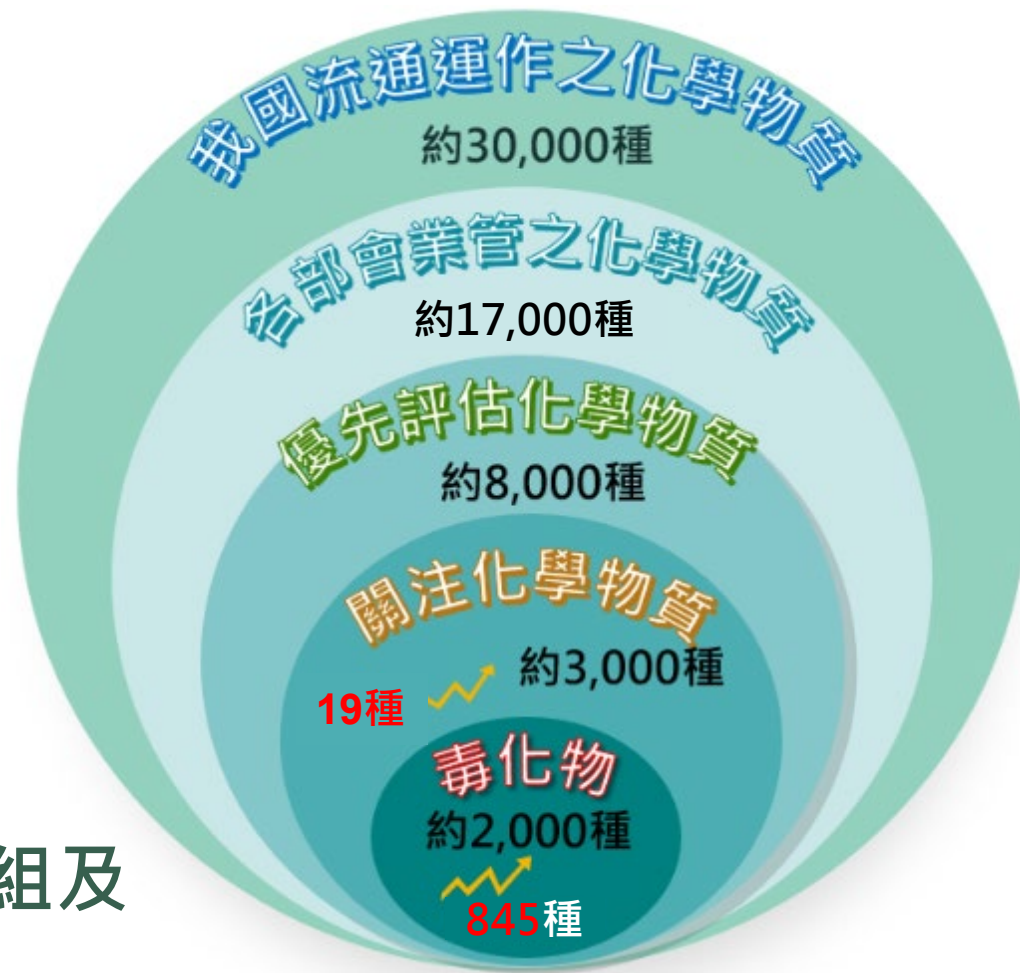 我國流通運作之化學物質
約30,000種
各部會業管之化學物質
約17,000種
優先評估化學物質
約8,000種
關注化學物質
約3,000種
19種
毒化物
約2,000種
845種
組及